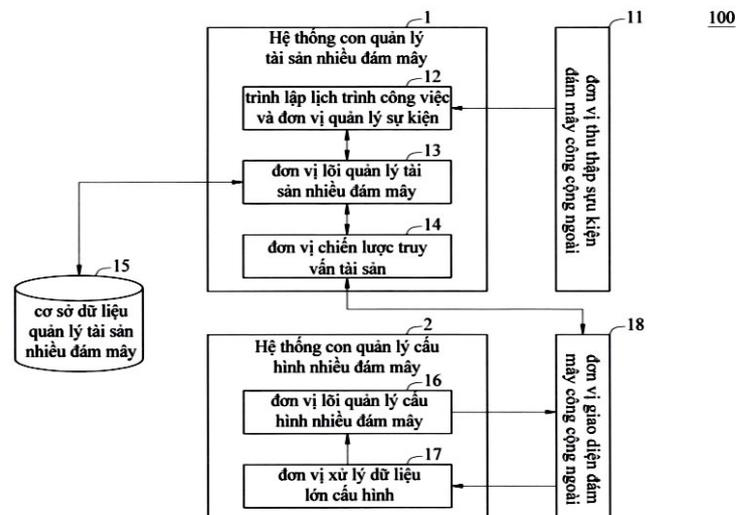 1
11
100
Hệ thống con quản lý
tài sản nhiều đám mây
12
trình lập lịch trình công việc
và đơn vị quản lý sự kiện
đơn vị thu thập sựu kiện
đám mây công cộng ngoài
13
đơn vị lõi quản lý tài
sản nhiều đám mây
14
đơn vị chiến lược truy
vấn tài sản
15
cơ sở dữ liệu
quản lý tài sản
nhiều đám mây
2
18
Hệ thống con quản lý cấu
hình nhiều đám mây
16
đơn vị lõi quản lý cấu
hình nhiều đám mây
đơn vị giao diện đám
mây công cộng ngoài
17
đơn vị xử lý dữ liệu
lớn cấu hình